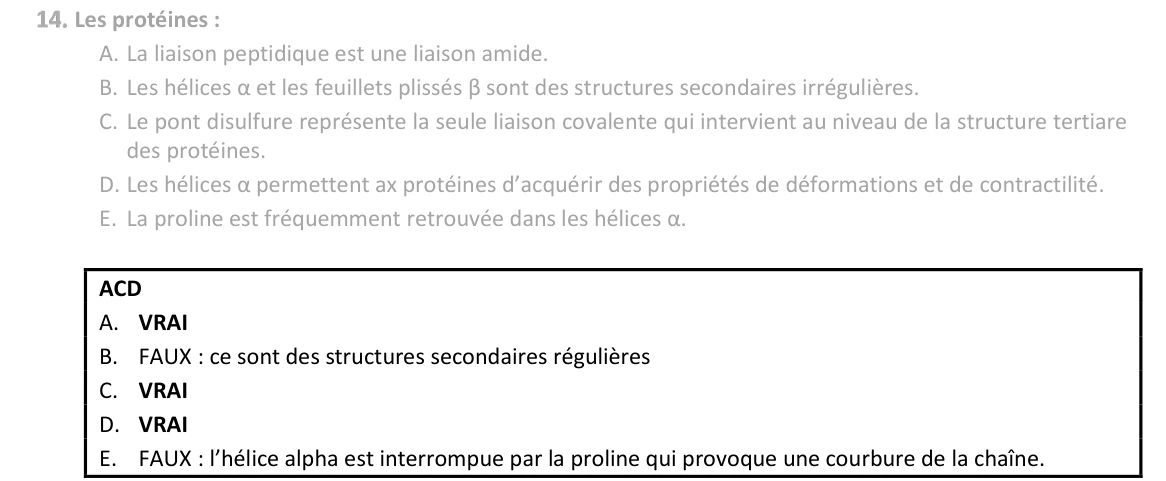 14. Les protéines :
A. La liaison peptidique est une liaison amide.
B. Les hélices α et les feuillets plissés β sont des structures secondaires irrégulières.
C. Le pont disulfure représente la seule liaison covalente qui intervient au niveau de la structure tertiare
des protéines.
D. Les hélices α permettent ax protéines d’acquérir des propriétés de déformations et de contractilité.
E. La proline est fréquemment retrouvée dans les hélices α.
ACD
A. VRAI
B. FAUX : ce sont des structures secondaires régulières
C. VRAI
D. VRAI
E. FAUX : l’hélice alpha est interrompue par la proline qui provoque une courbure de la chaîne.